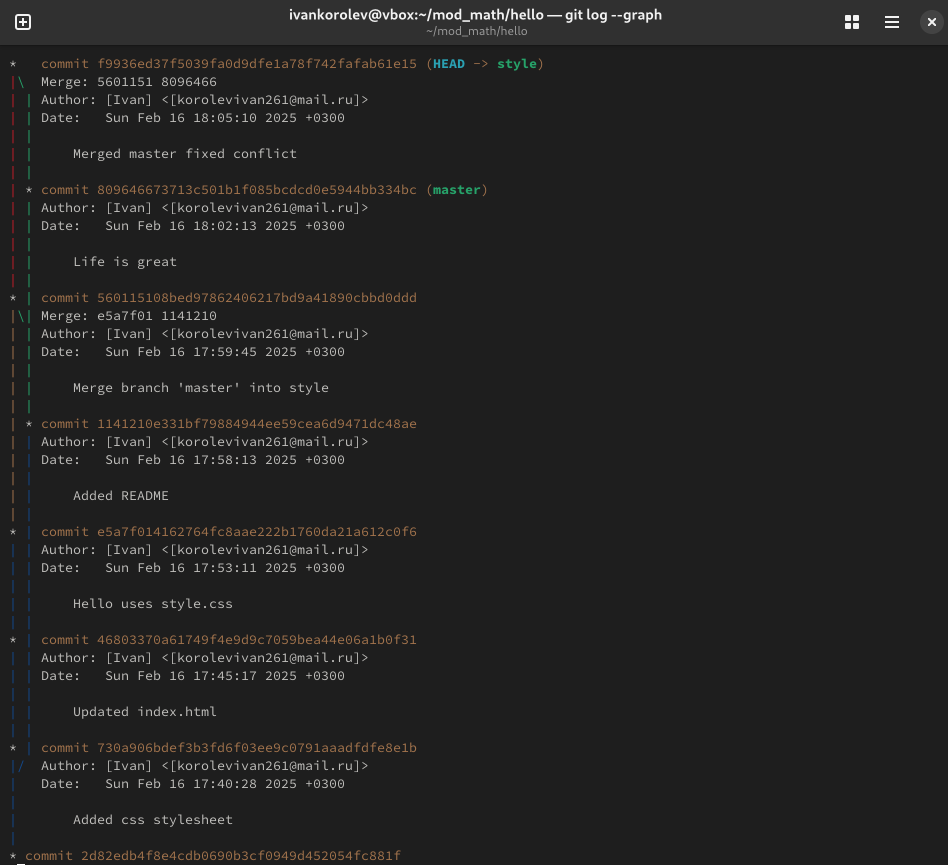 ivankorolev@vbox:~/mod_math/hello — git log --graph
~/mod_math/hello
*   commit f9936ed37f5039fa0d9dfe1a78f742fafab61e15 (HEAD -> style)
|\  Merge: 5601151 8096466
| | Author: [Ivan] <[korolevivan261@mail.ru]>
| | Date:   Sun Feb 16 18:05:10 2025 +0300
| |
| |     Merged master fixed conflict
| |
| * commit 809646673713c501b1f085bcdcd0e5944bb334bc (master)
| | Author: [Ivan] <[korolevivan261@mail.ru]>
| | Date:   Sun Feb 16 18:02:13 2025 +0300
| |
| |     Life is great
| |
* | commit 560115108bed97862406217bd9a41890cbbd0ddd
|\| Merge: e5a7f01 1141210
| | Author: [Ivan] <[korolevivan261@mail.ru]>
| | Date:   Sun Feb 16 17:59:45 2025 +0300
| |
| |     Merge branch 'master' into style
| |
| * commit 1141210e331bf79884944ee59cea6d9471dc48ae
| | Author: [Ivan] <[korolevivan261@mail.ru]>
| | Date:   Sun Feb 16 17:58:13 2025 +0300
| |
| |     Added README
| |
* | commit e5a7f014162764fc8aae222b1760da21a612c0f6
| | Author: [Ivan] <[korolevivan261@mail.ru]>
| | Date:   Sun Feb 16 17:53:11 2025 +0300
| |
| |     Hello uses style.css
| |
* | commit 46803370a61749f4e9d9c7059bea44e06a1b0f31
| | Author: [Ivan] <[korolevivan261@mail.ru]>
| | Date:   Sun Feb 16 17:45:17 2025 +0300
| |
| |     Updated index.html
| |
* | commit 730a906bdef3b3fd6f03ee9c0791aaadfdfe8e1b
|/  Author: [Ivan] <[korolevivan261@mail.ru]>
|   Date:   Sun Feb 16 17:40:28 2025 +0300
|
|       Added css stylesheet
|
* commit 2d82edb4f8e4cdb0690b3cf0949d452054fc881f